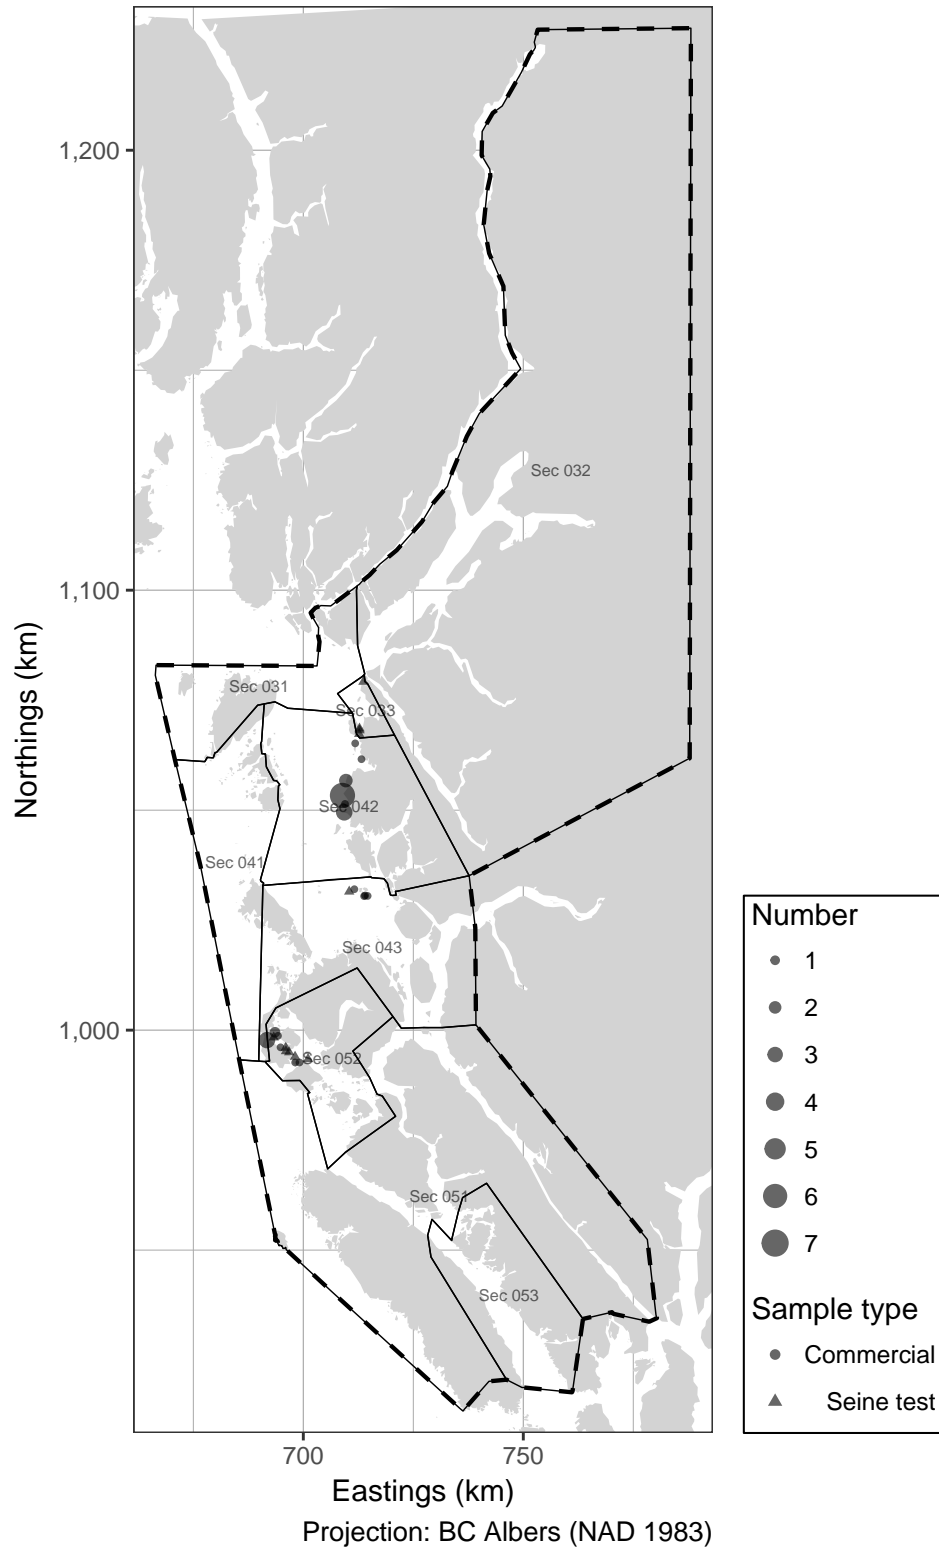 1,200
1,100
1,000
Northings (km)
Sec 032
Sec 031
Sec 033
Sec 042
Sec 041
Sec 043
Sec 052
Sec 051
Sec 053
700
750
Eastings (km)
Projection: BC Albers (NAD 1983)
Number
1
2
3
4
5
6
7
Sample type
Commercial
Seine test